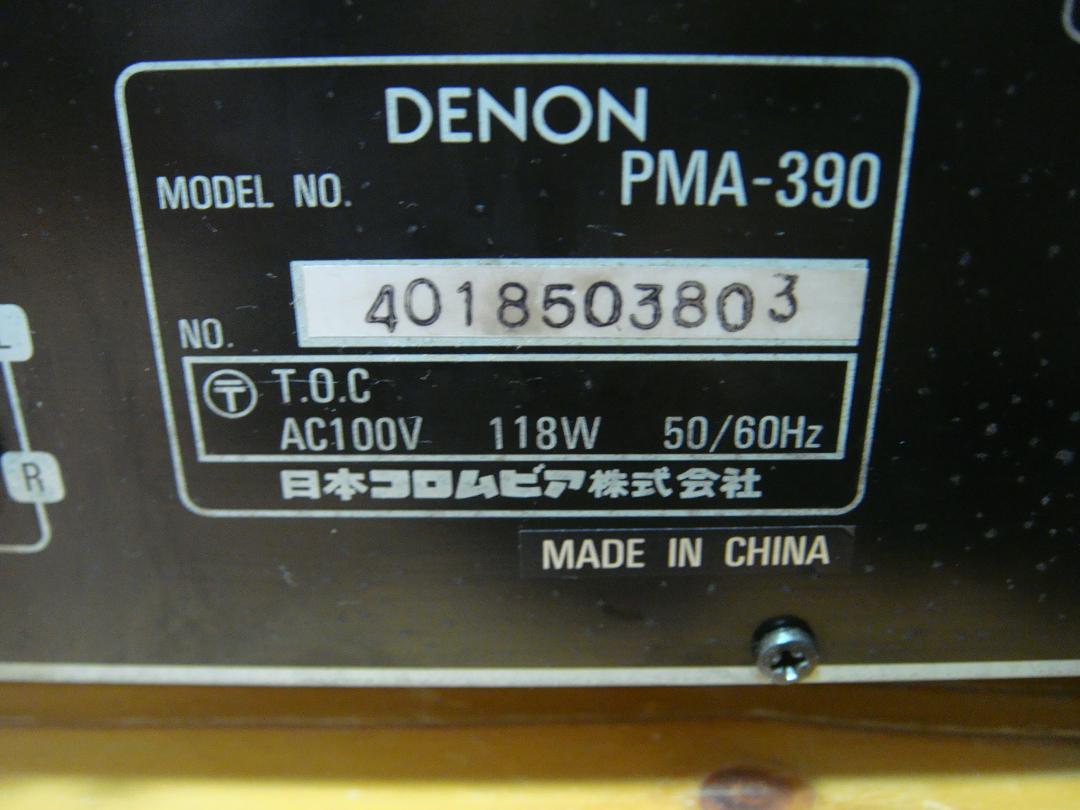 DENON
MODEL NO. PMA-390
NO. 4018503803
〒 T.O.C
AC100V 118W 50/60Hz
日本コロムビア株式会社
MADE IN CHINA
L
R